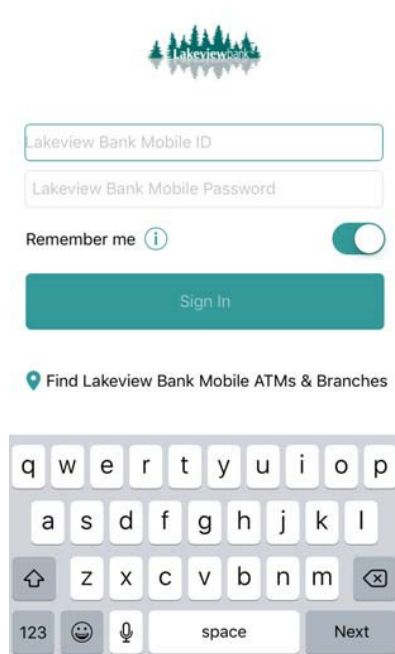 Lakeviewbank
Lakeview Bank Mobile ID
Lakeview Bank Mobile Password
Remember me i
Sign In
Find Lakeview Bank Mobile ATMs & Branches
q w e r t y u i o p
a s d f g h j k l
z x c v b n m
123 space Next